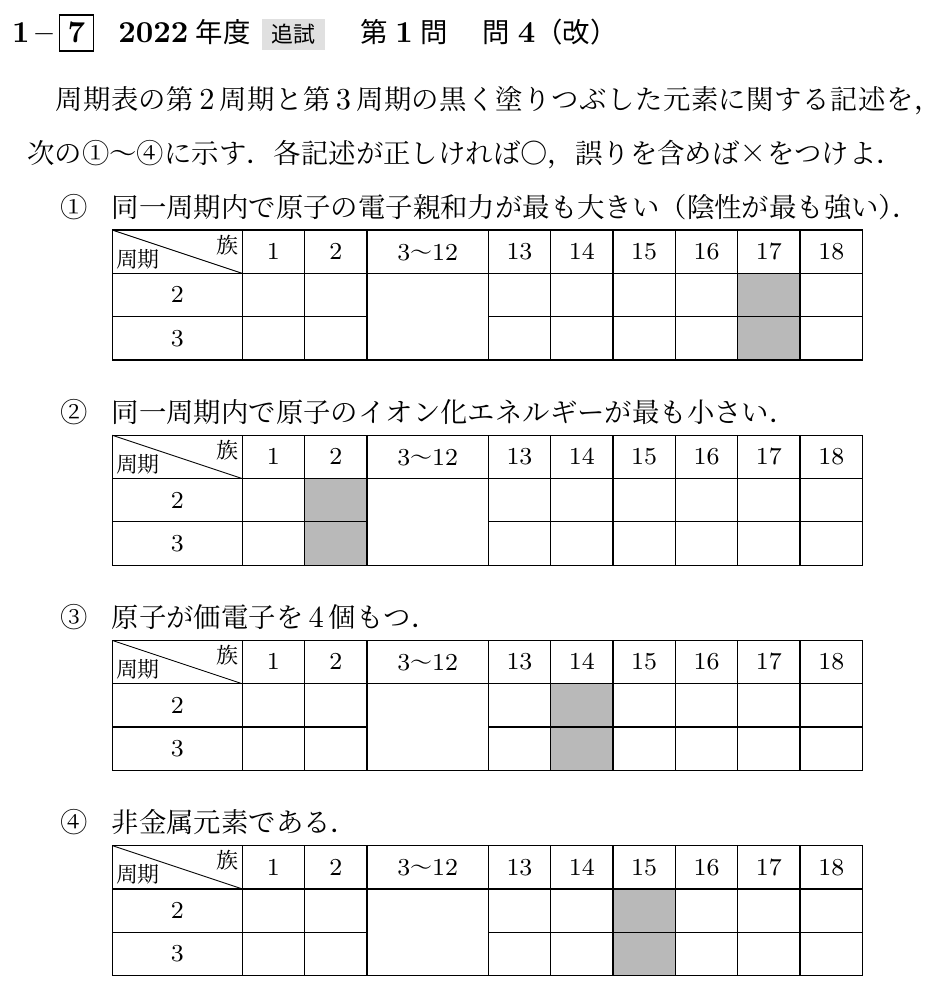 1－7 2022年度 追試 第1問 問4（改）
周期表の第2周期と第3周期の黒く塗りつぶした元素に関する記述を，
次の①～④に示す．各記述が正しければ○，誤りを含めば×をつけよ．
① 同一周期内で原子の電子親和力が最も大きい（陰性が最も強い）．
族 周期 1 2 3～12 13 14 15 16 17 18
2
3
② 同一周期内で原子のイオン化エネルギーが最も小さい．
族 周期 1 2 3～12 13 14 15 16 17 18
2
3
③ 原子が価電子を4個もつ．
族 周期 1 2 3～12 13 14 15 16 17 18
2
3
④ 非金属元素である．
族 周期 1 2 3～12 13 14 15 16 17 18
2
3